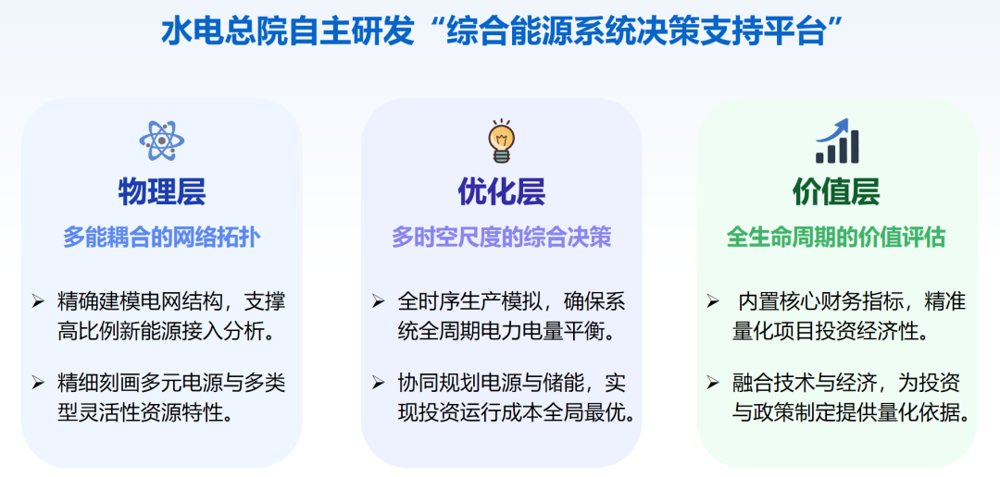 水电总院自主研发“综合能源系统决策支持平台”
物理层
多能耦合的网络拓扑
➢ 精确建模电网结构，支撑
高比例新能源接入分析。
➢ 精细刻画多元电源与多类
型灵活性资源特性。
优化层
多时空尺度的综合决策
➢ 全时序生产模拟，确保系
统全周期电力电量平衡。
➢ 协同规划电源与储能，实
现投资运行成本全局最优。
价值层
全生命周期的价值评估
➢ 内置核心财务指标，精准
量化项目投资经济性。
➢ 融合技术与经济，为投资
与政策制定提供量化依据。